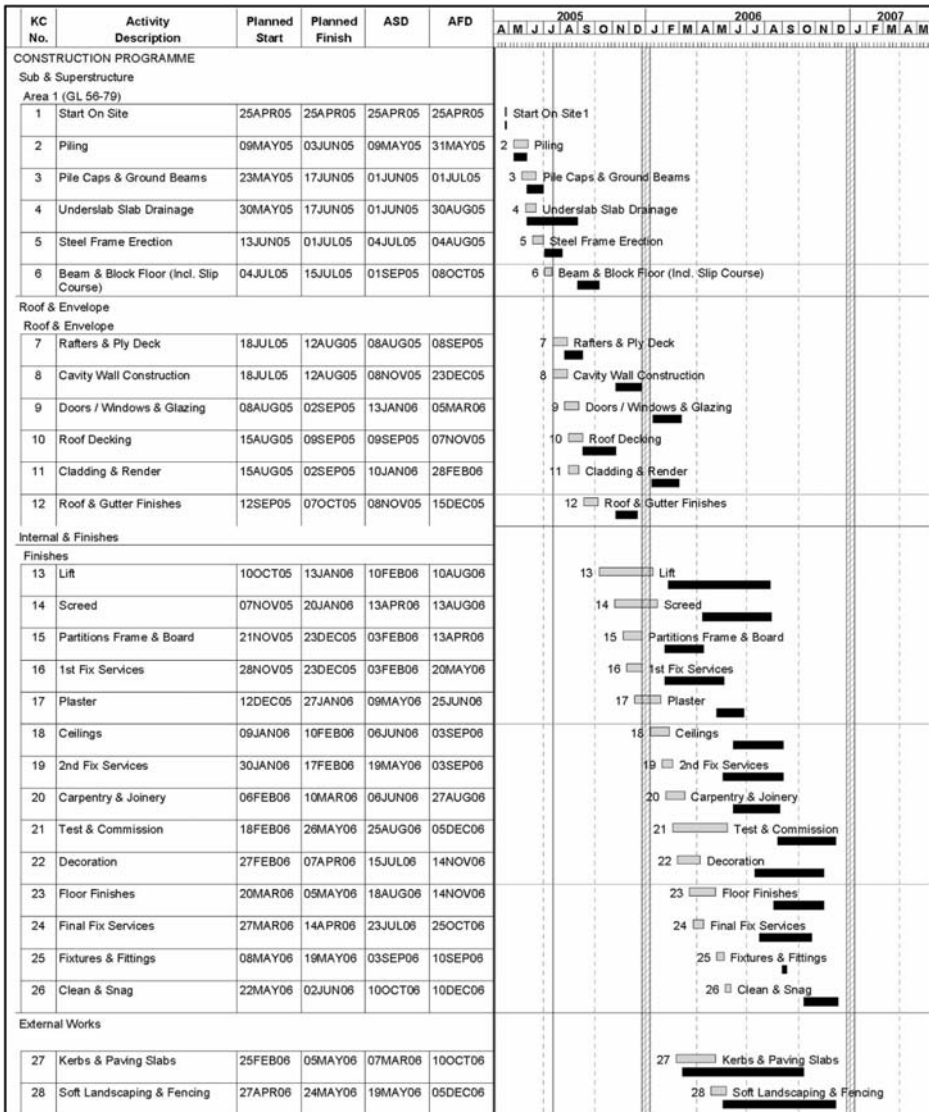 KC No. Activity Description Planned Start Planned Finish ASD AFD 2005 2006 2007
A M J J A S O N D J F M A M J J A S O N D J F M A M
CONSTRUCTION PROGRAMME
Sub & Superstructure
Area 1 (GL 56-79)
1 Start On Site 25APR05 25APR05 25APR05 25APR05 Start On Site1
2 Piling 09MAY05 03JUN05 09MAY05 31MAY05 2 Piling
3 Pile Caps & Ground Beams 23MAY05 17JUN05 01JUN05 01JUL05 3 Pile Caps & Ground Beams
4 Underslab Slab Drainage 30MAY05 17JUN05 01JUN05 30AUG05 4 Underslab Slab Drainage
5 Steel Frame Erection 13JUN05 01JUL05 04JUL05 04AUG05 5 Steel Frame Erection
6 Beam & Block Floor (Incl. Slip Course) 04JUL05 15JUL05 01SEP05 08OCT05 6 Beam & Block Floor (Incl. Slip Course)
Roof & Envelope
Roof & Envelope
7 Rafters & Ply Deck 18JUL05 12AUG05 08AUG05 08SEP05 7 Rafters & Ply Deck
8 Cavity Wall Construction 18JUL05 12AUG05 08NOV05 23DEC05 8 Cavity Wall Construction
9 Doors / Windows & Glazing 08AUG05 02SEP05 13JAN06 05MAR06 9 Doors / Windows & Glazing
10 Roof Decking 15AUG05 09SEP05 09SEP05 07NOV05 10 Roof Decking
11 Cladding & Render 15AUG05 02SEP05 10JAN06 28FEB06 11 Cladding & Render
12 Roof & Gutter Finishes 12SEP05 07OCT05 08NOV05 15DEC05 12 Roof & Gutter Finishes
Internal & Finishes
Finishes
13 Lift 10OCT05 13JAN06 10FEB06 10AUG06 13 Lift
14 Screed 07NOV05 20JAN06 13APR06 13AUG06 14 Screed
15 Partitions Frame & Board 21NOV05 23DEC05 03FEB06 13APR06 15 Partitions Frame & Board
16 1st Fix Services 28NOV05 23DEC05 03FEB06 20MAY06 16 1st Fix Services
17 Plaster 12DEC05 27JAN06 09MAY06 25JUN06 17 Plaster
18 Ceilings 09JAN06 10FEB06 06JUN06 03SEP06 18 Ceilings
19 2nd Fix Services 30JAN06 17FEB06 19MAY06 03SEP06 19 2nd Fix Services
20 Carpentry & Joinery 06FEB06 10MAR06 06JUN06 27AUG06 20 Carpentry & Joinery
21 Test & Commission 18FEB06 26MAY06 25AUG06 05DEC06 21 Test & Commission
22 Decoration 27FEB06 07APR06 15JUL06 14NOV06 22 Decoration
23 Floor Finishes 20MAR06 05MAY06 18AUG06 14NOV06 23 Floor Finishes
24 Final Fix Services 27MAR06 14APR06 23JUL06 25OCT06 24 Final Fix Services
25 Fixtures & Fittings 08MAY06 19MAY06 03SEP06 10SEP06 25 Fixtures & Fittings
26 Clean & Snag 22MAY06 02JUN06 10OCT06 10DEC06 26 Clean & Snag
External Works
27 Kerbs & Paving Slabs 25FEB06 05MAY06 07MAR06 10OCT06 27 Kerbs & Paving Slabs
28 Soft Landscaping & Fencing 27APR06 24MAY06 19MAY06 05DEC06 28 Soft Landscaping & Fencing